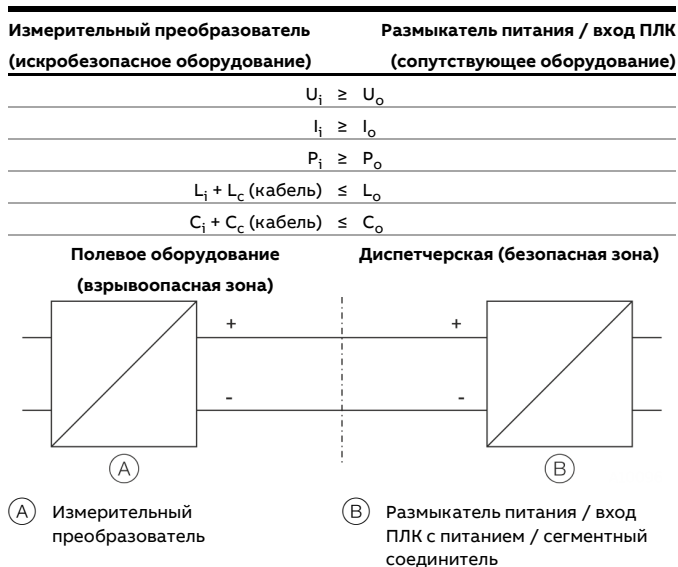 Измерительный преобразователь Размыкатель питания / вход ПЛК
(искробезопасное оборудование) (сопутствующее оборудование)
Ui ≥ Uo
Ii ≥ Io
Pi ≥ Po
Li + Lc (кабель) ≤ Lo
Ci + Cc (кабель) ≤ Co
Полевое оборудование Диспетчерская (безопасная зона)
(взрывоопасная зона)
+ +
- -
A B
A Измерительный
преобразователь
B Размыкатель питания / вход
ПЛК с питанием / сегментный
соединитель